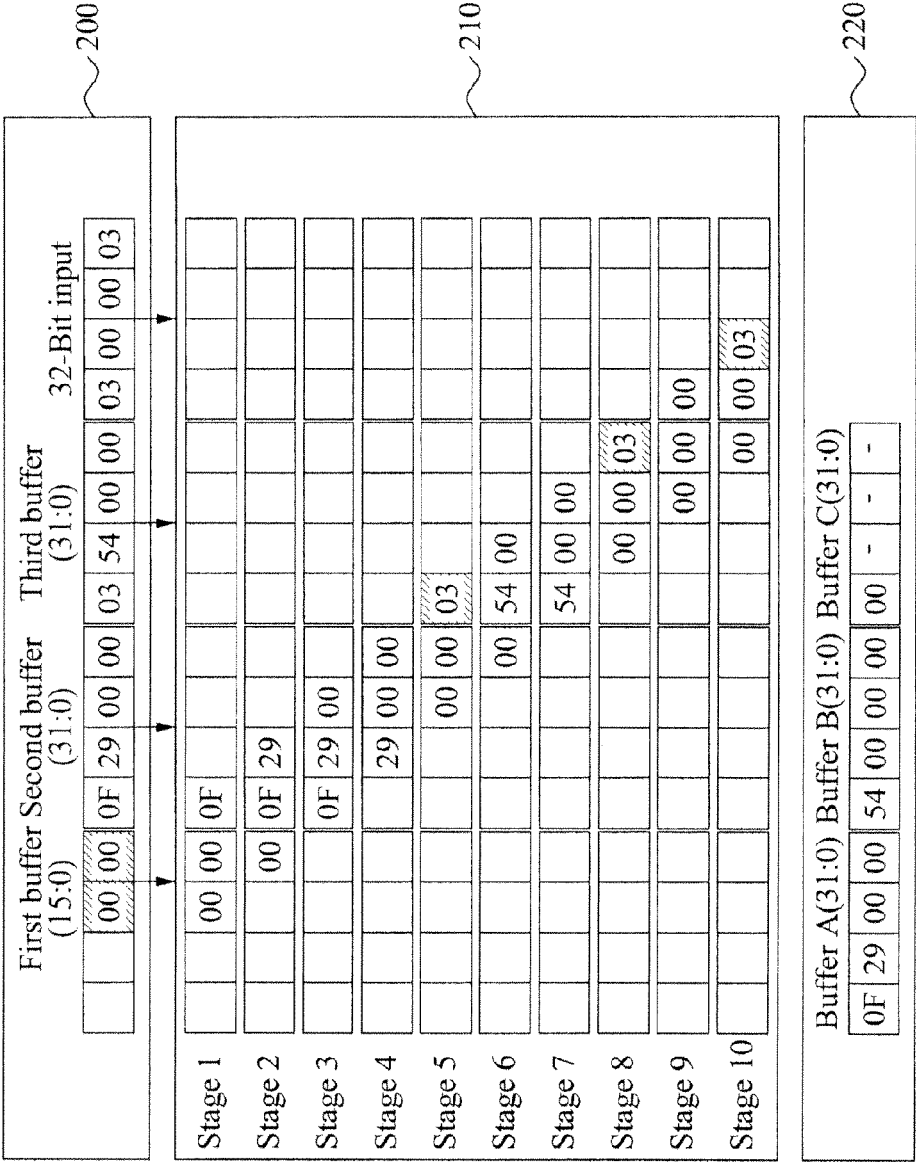 First buffer Second buffer Third buffer 32-Bit input
(15:0) (31:0) (31:0)
00 00 0F 29 00 00 03 54 00 00 03 00 00 03
200
Stage 1 00 00 0F
Stage 2 00 0F 29
Stage 3 0F 29 00
Stage 4 29 00 00
Stage 5 00 00 03
Stage 6 00 54 00
Stage 7 54 00 00
Stage 8 00 00 03
Stage 9 00 00 00
Stage 10 00 00 03
210
Buffer A(31:0) Buffer B(31:0) Buffer C(31:0)
0F 29 00 00 54 00 00 00 00 - - -
220